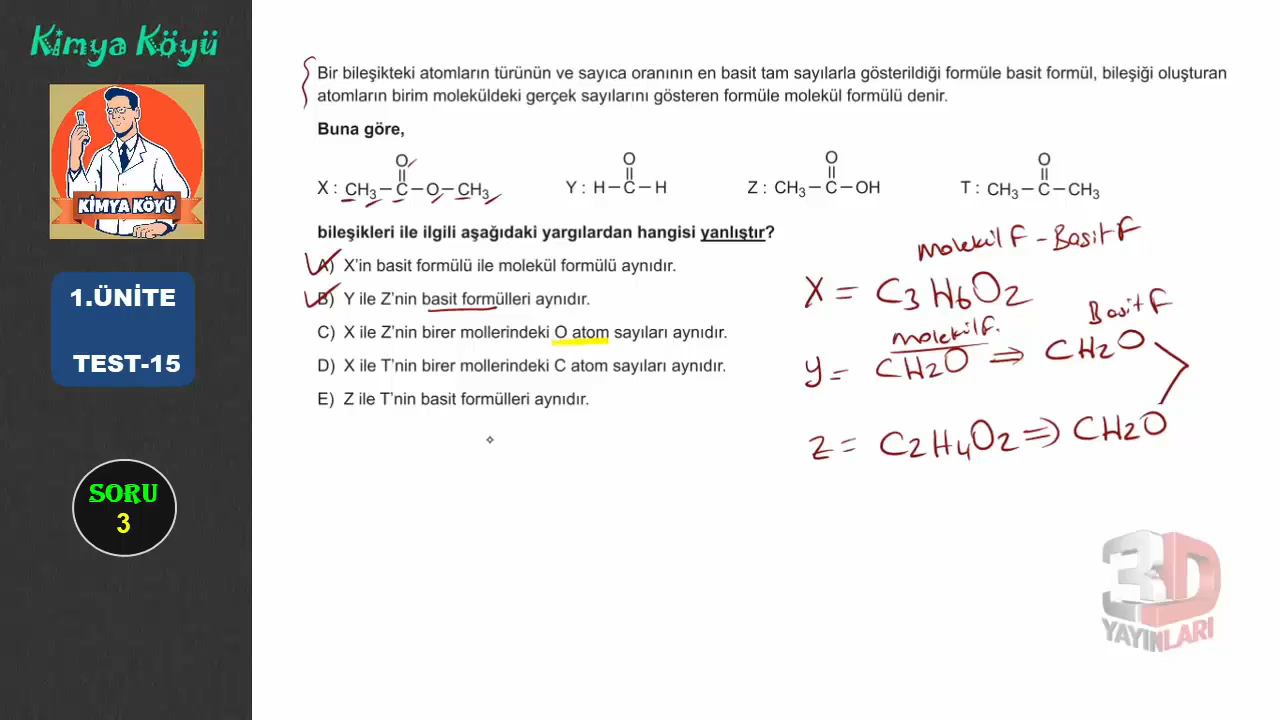 Kimya Köyü
KİMYA KÖYÜ
1.ÜNİTE
TEST-15
SORU
3
Bir bileşikteki atomların türünün ve sayıca oranının en basit tam sayılarla gösterildiği formüle basit formül, bileşiği oluşturan
atomların birim moleküldeki gerçek sayılarını gösteren formüle molekül formülü denir.
Buna göre,
O O O O
X : CH₃ – C – O – CH₃ Y : H – C – H Z : CH₃ – C – OH T : CH₃ – C – CH₃
bileşikleri ile ilgili aşağıdaki yargılardan hangisi yanlıştır?
A) X'in basit formülü ile molekül formülü aynıdır.
B) Y ile Z'nin basit formülleri aynıdır.
C) X ile Z'nin birer mollerindeki O atom sayıları aynıdır.
D) X ile T'nin birer mollerindeki C atom sayıları aynıdır.
E) Z ile T'nin basit formülleri aynıdır.
molekül F - Basit F
X = C₃H₆O₂
molekül F. Basit F
Y = CH₂O ⇒ CH₂O
Z = C₂H₄O₂ ⇒ CH₂O
3D
YAYINLARI